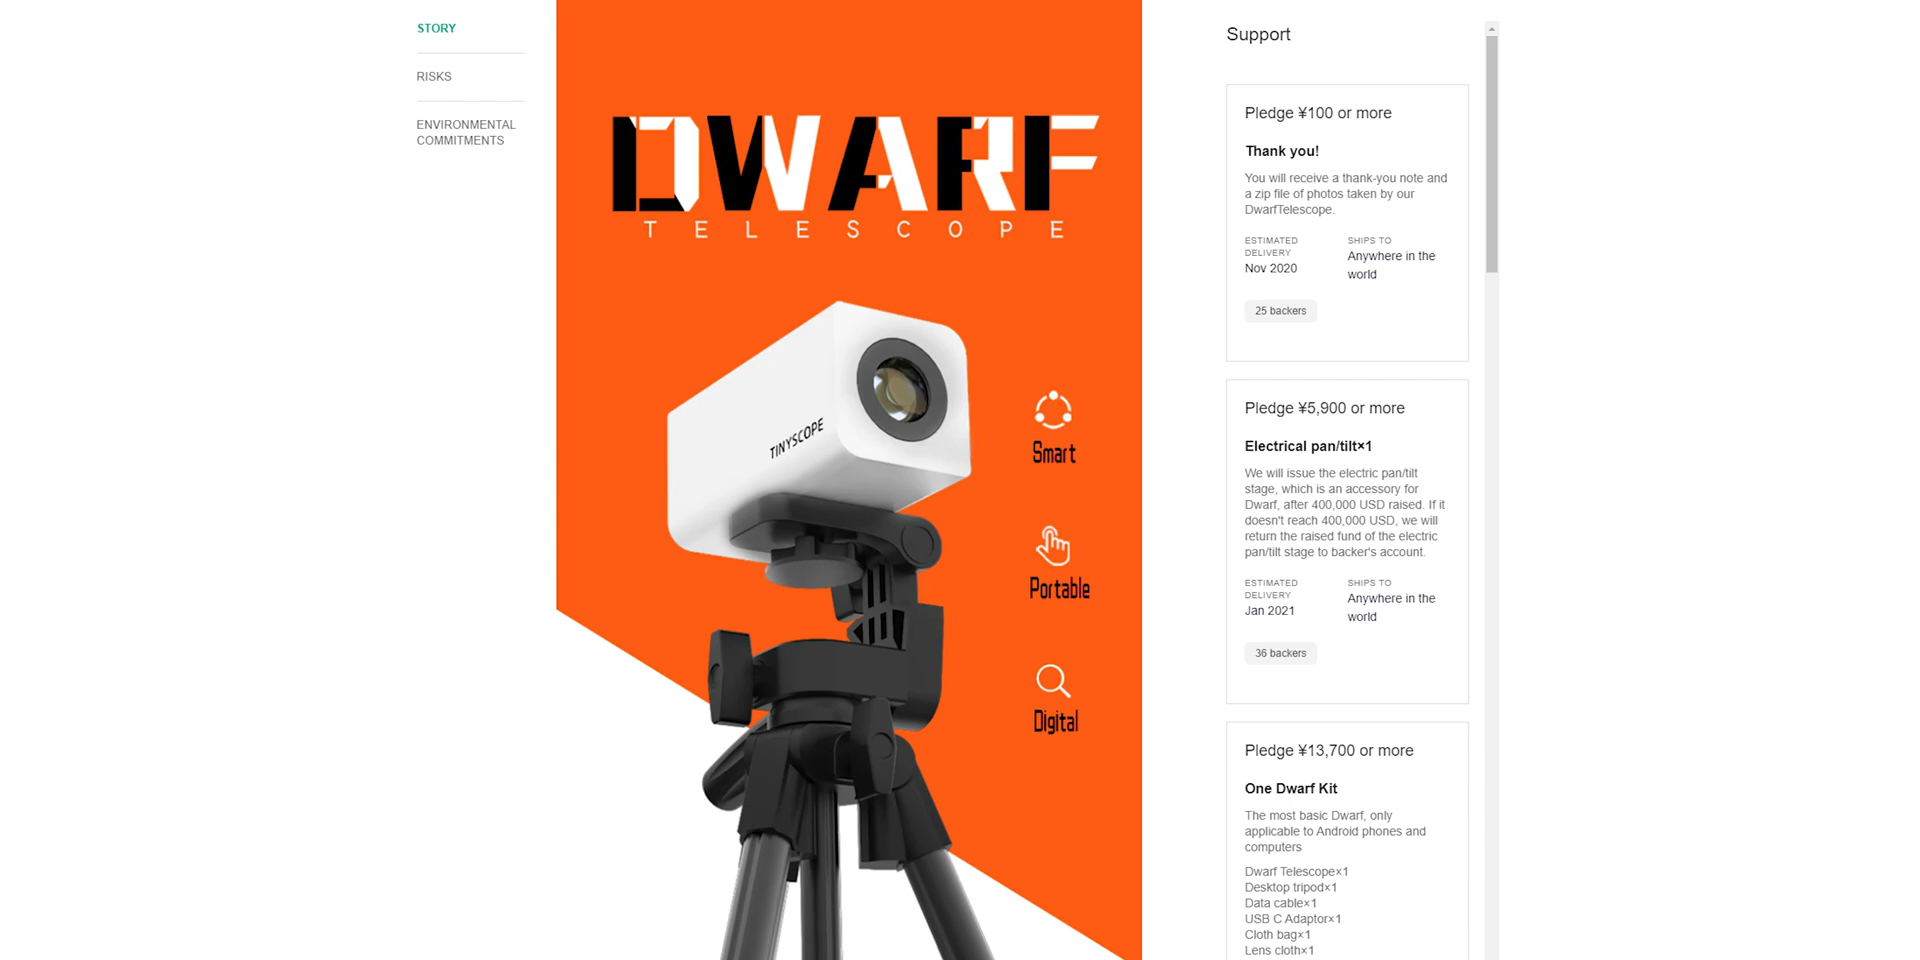 STORY
RISKS
ENVIRONMENTAL
COMMITMENTS
DWARF
TELESCOPE
TINYSCOPE
Smart
Portable
Digital
Support
Pledge ¥100 or more
Thank you!
You will receive a thank-you note and
a zip file of photos taken by our
DwarfTelescope.
ESTIMATED
DELIVERY
Nov 2020
SHIPS TO
Anywhere in the
world
25 backers
Pledge ¥5,900 or more
Electrical pan/tilt×1
We will issue the electric pan/tilt
stage, which is an accessory for
Dwarf, after 400,000 USD raised. If it
doesn't reach 400,000 USD, we will
return the raised fund of the electric
pan/tilt stage to backer's account.
ESTIMATED
DELIVERY
Jan 2021
SHIPS TO
Anywhere in the
world
36 backers
Pledge ¥13,700 or more
One Dwarf Kit
The most basic Dwarf, only
applicable to Android phones and
computers
Dwarf Telescope×1
Desktop tripod×1
Data cable×1
USB C Adaptor×1
Cloth bag×1
Lens cloth×1